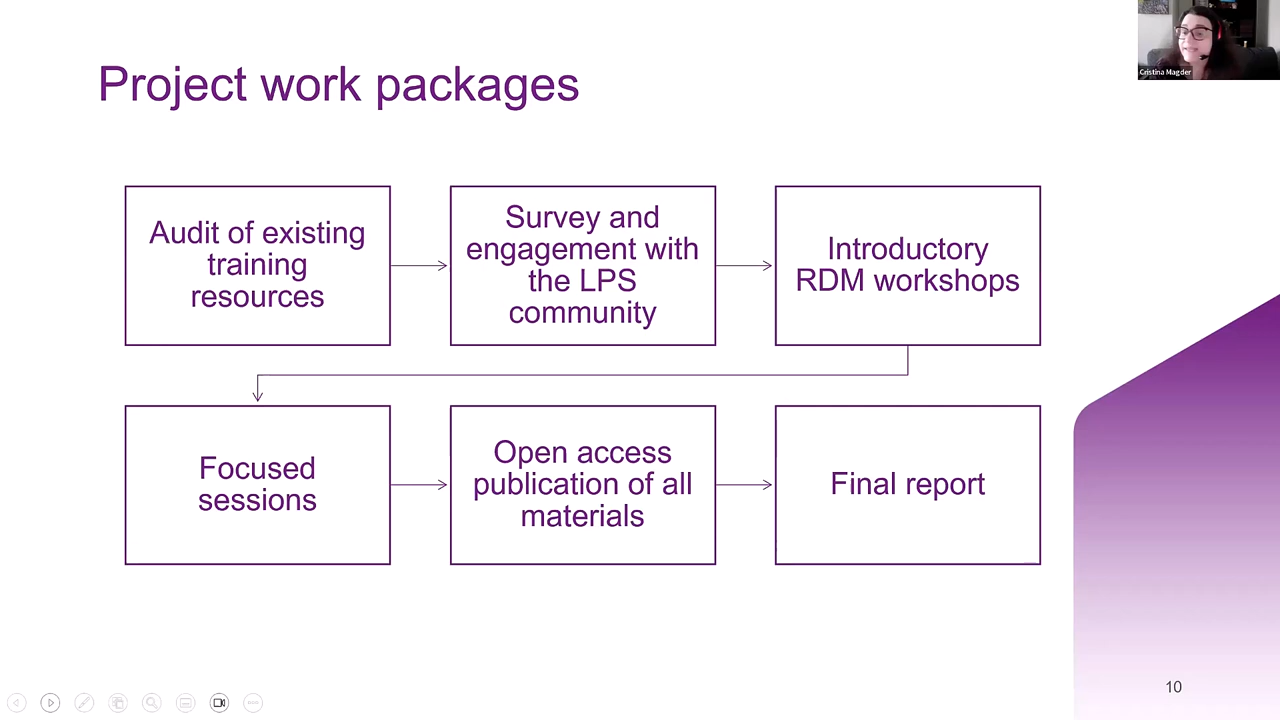 Cristina Magder
Project work packages
Audit of existing
training
resources
Survey and
engagement with
the LPS
community
Introductory
RDM workshops
Focused
sessions
Open access
publication of all
materials
Final report
10